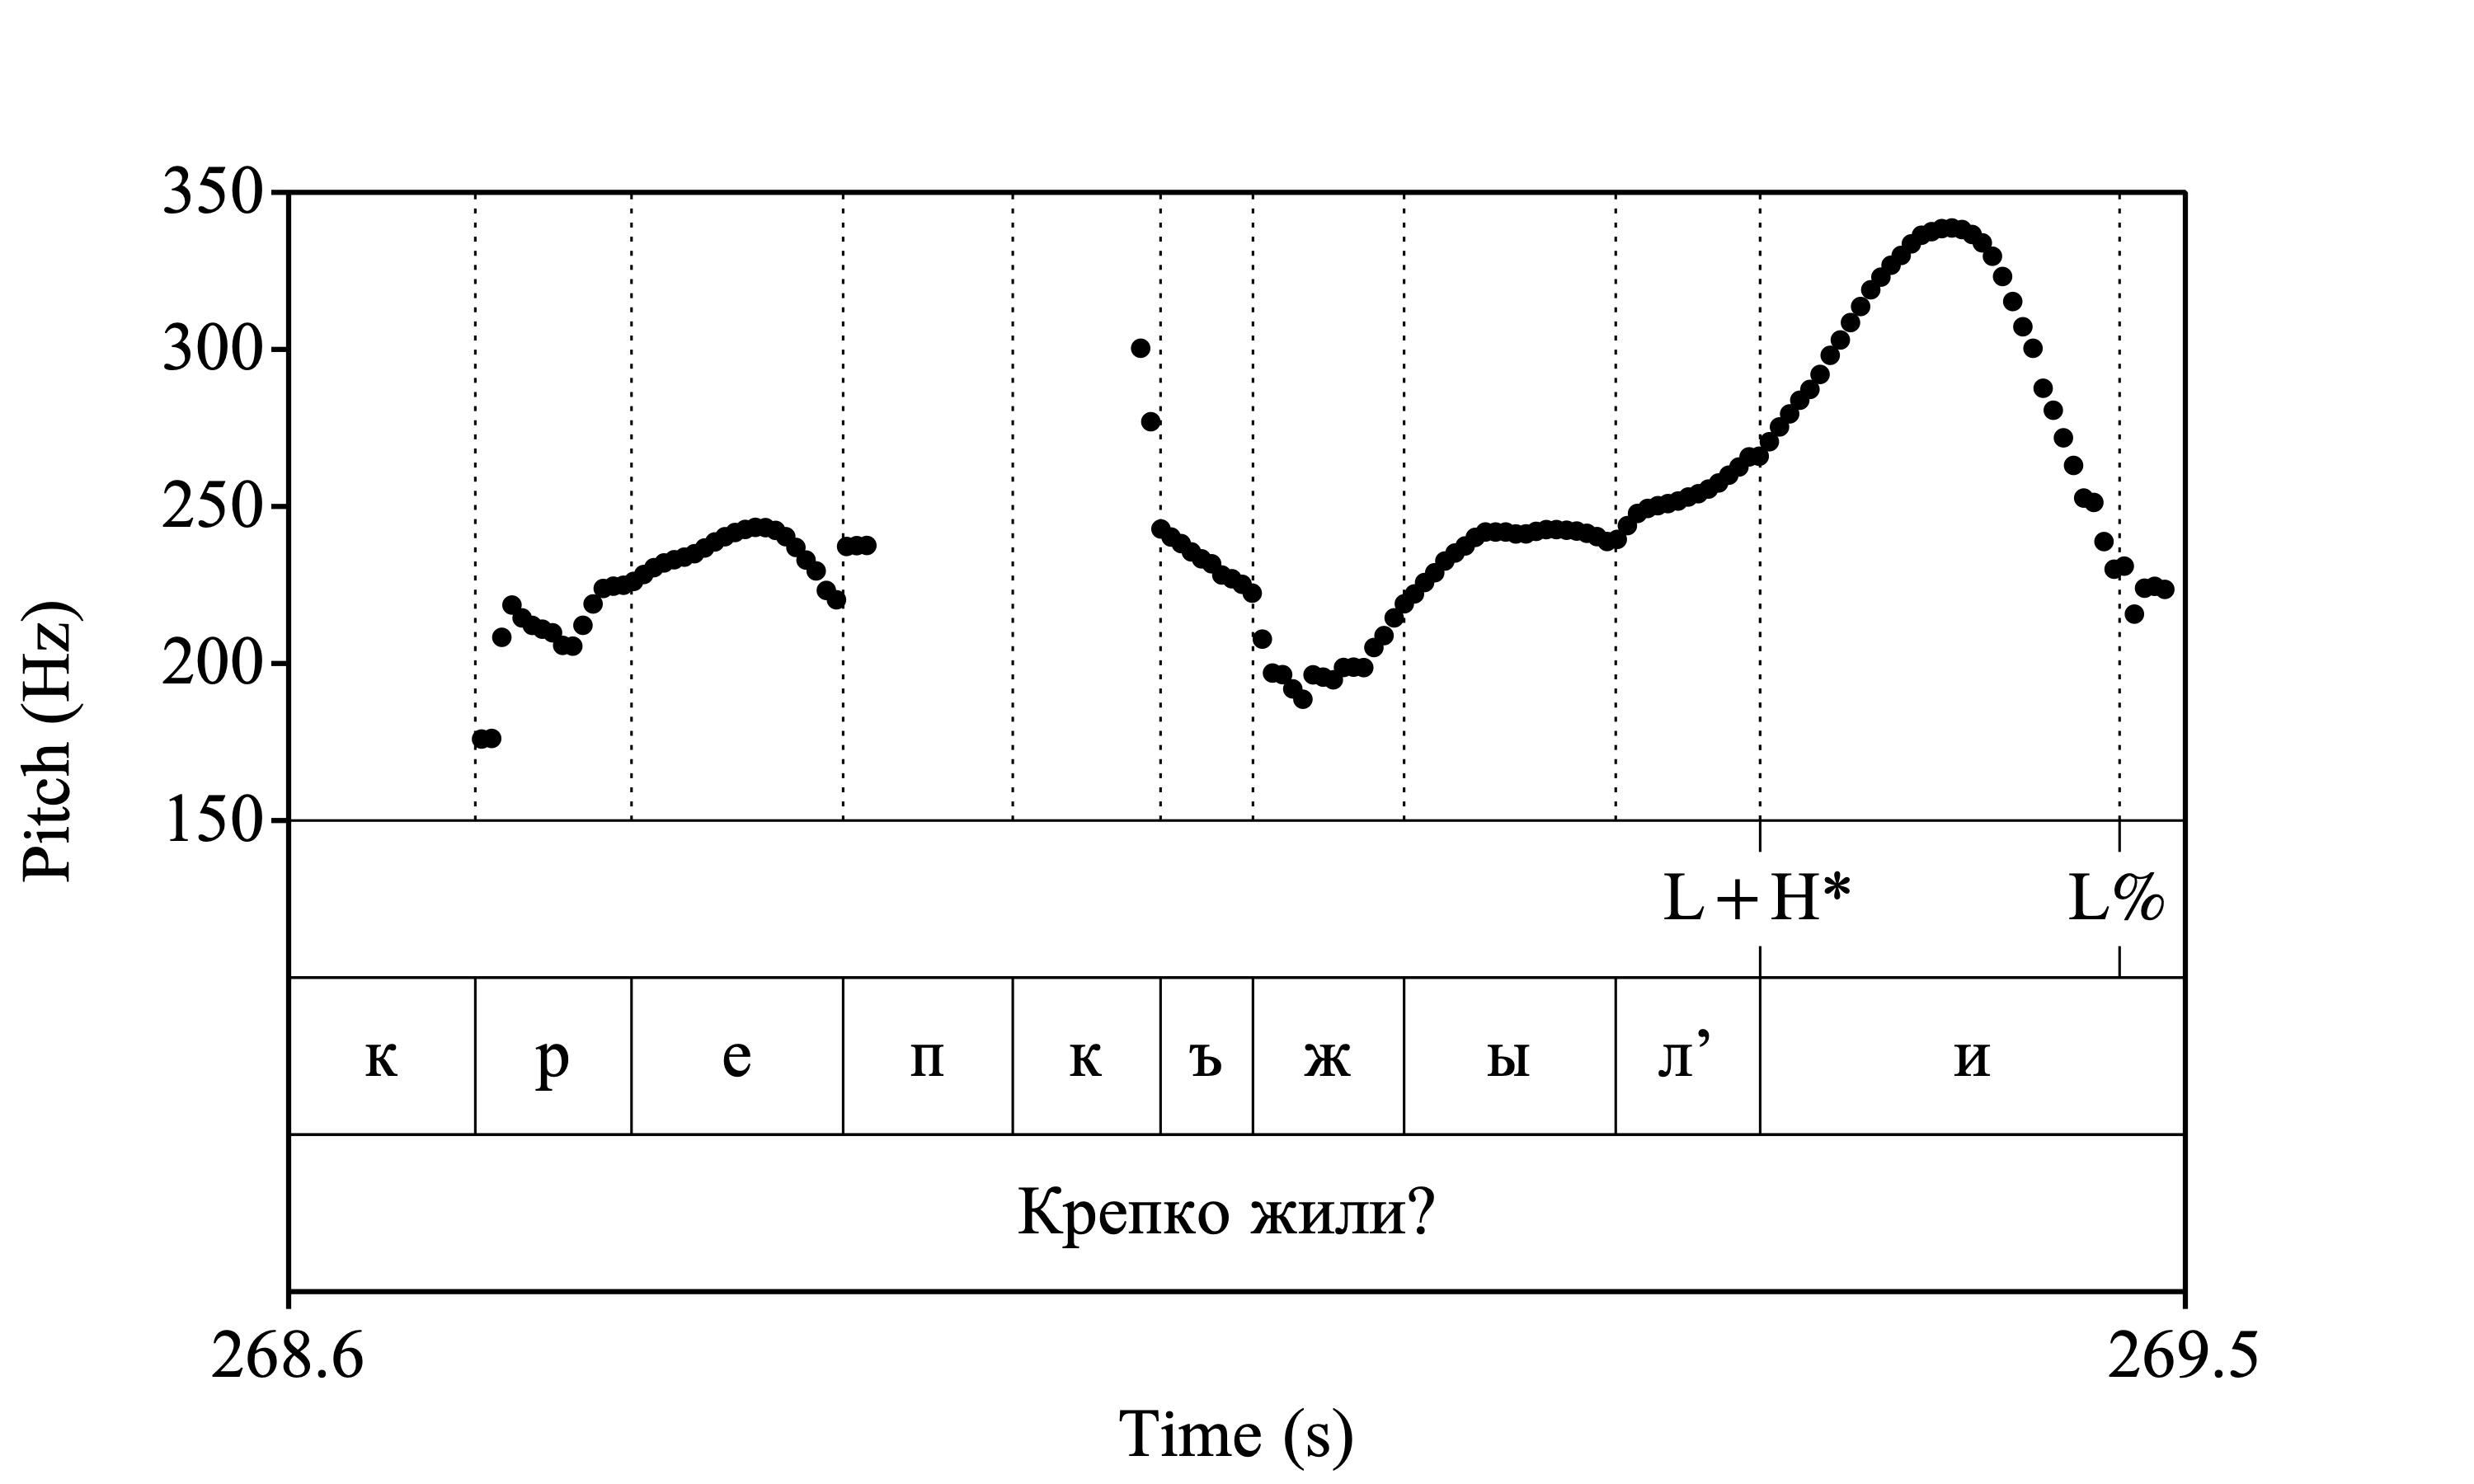 350
300
250
200
150
Pitch (Hz)
L+H* L%
к р е п к ъ ж ы л’ и
Крепко жили?
268.6 269.5
Time (s)